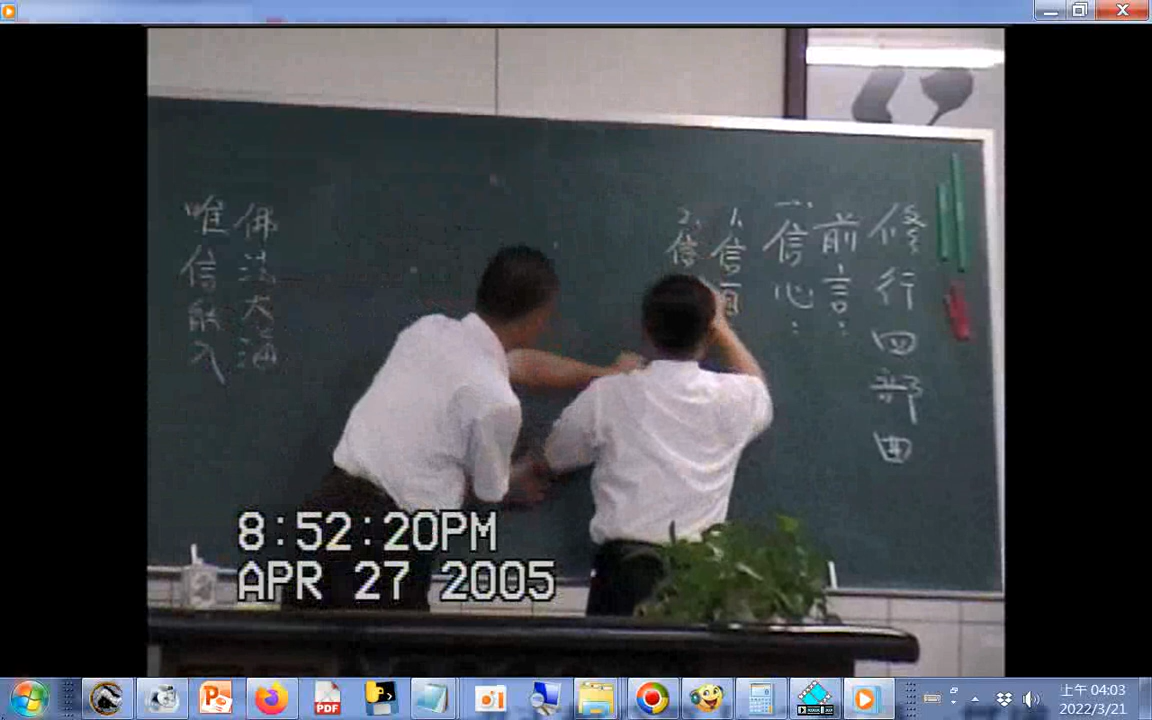 修行四部曲
前言：
一、信心：
1、信
2、信
佛法大海
唯信能入
8:52:20PM
APR 27 2005
PDF
上午 04:03
2022/3/21